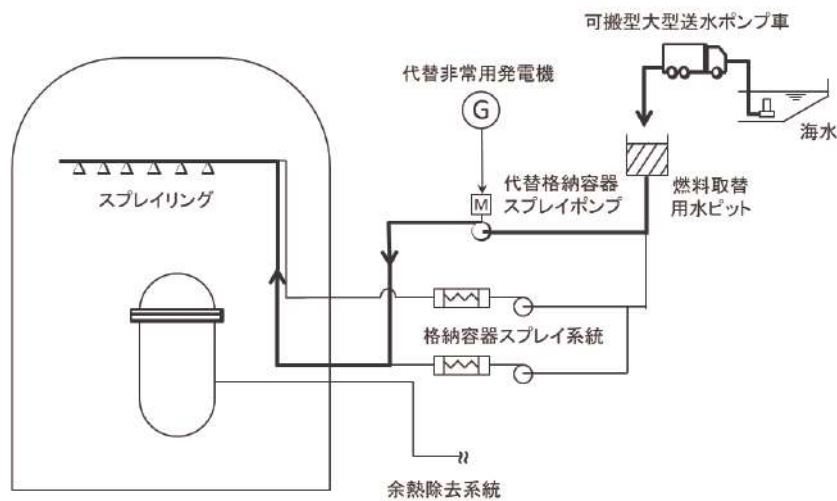 可搬型大型送水ポンプ車
代替非常用発電機
G
海水
スプレイリング
M
代替格納容器
スプレイポンプ
燃料取替
用水ピット
格納容器スプレイ系統
余熱除去系統